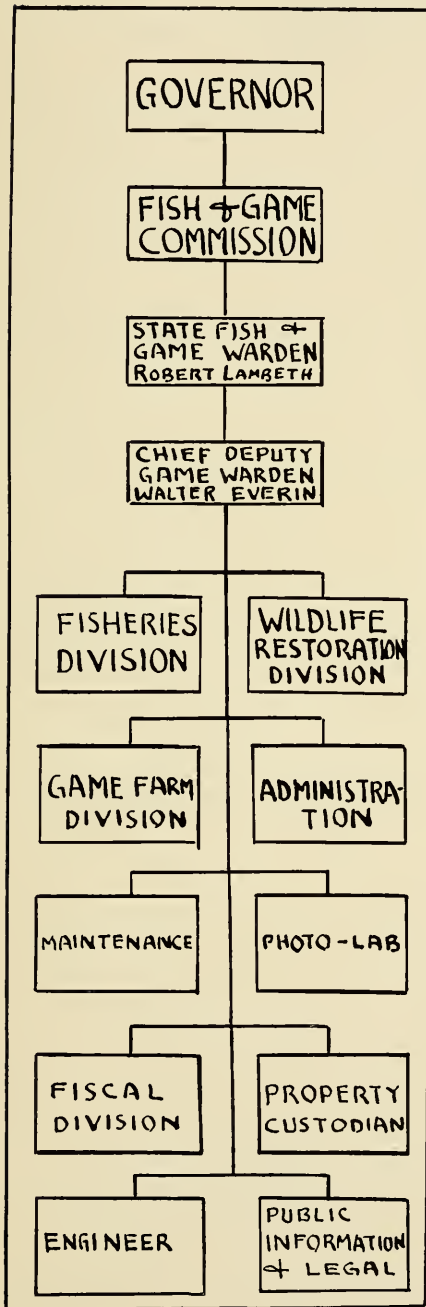 GOVERNOR
FISH & GAME
COMMISSION
STATE FISH &
GAME WARDEN
ROBERT LAMBETH
CHIEF DEPUTY
GAME WARDEN
WALTER EVERIN
FISHERIES
DIVISION
WILDLIFE
RESTORATION
DIVISION
GAME FARM
DIVISION
ADMINISTRA-
TION
MAINTENANCE
PHOTO-LAB
FISCAL
DIVISION
PROPERTY
CUSTODIAN
ENGINEER
PUBLIC
INFORMATION
& LEGAL